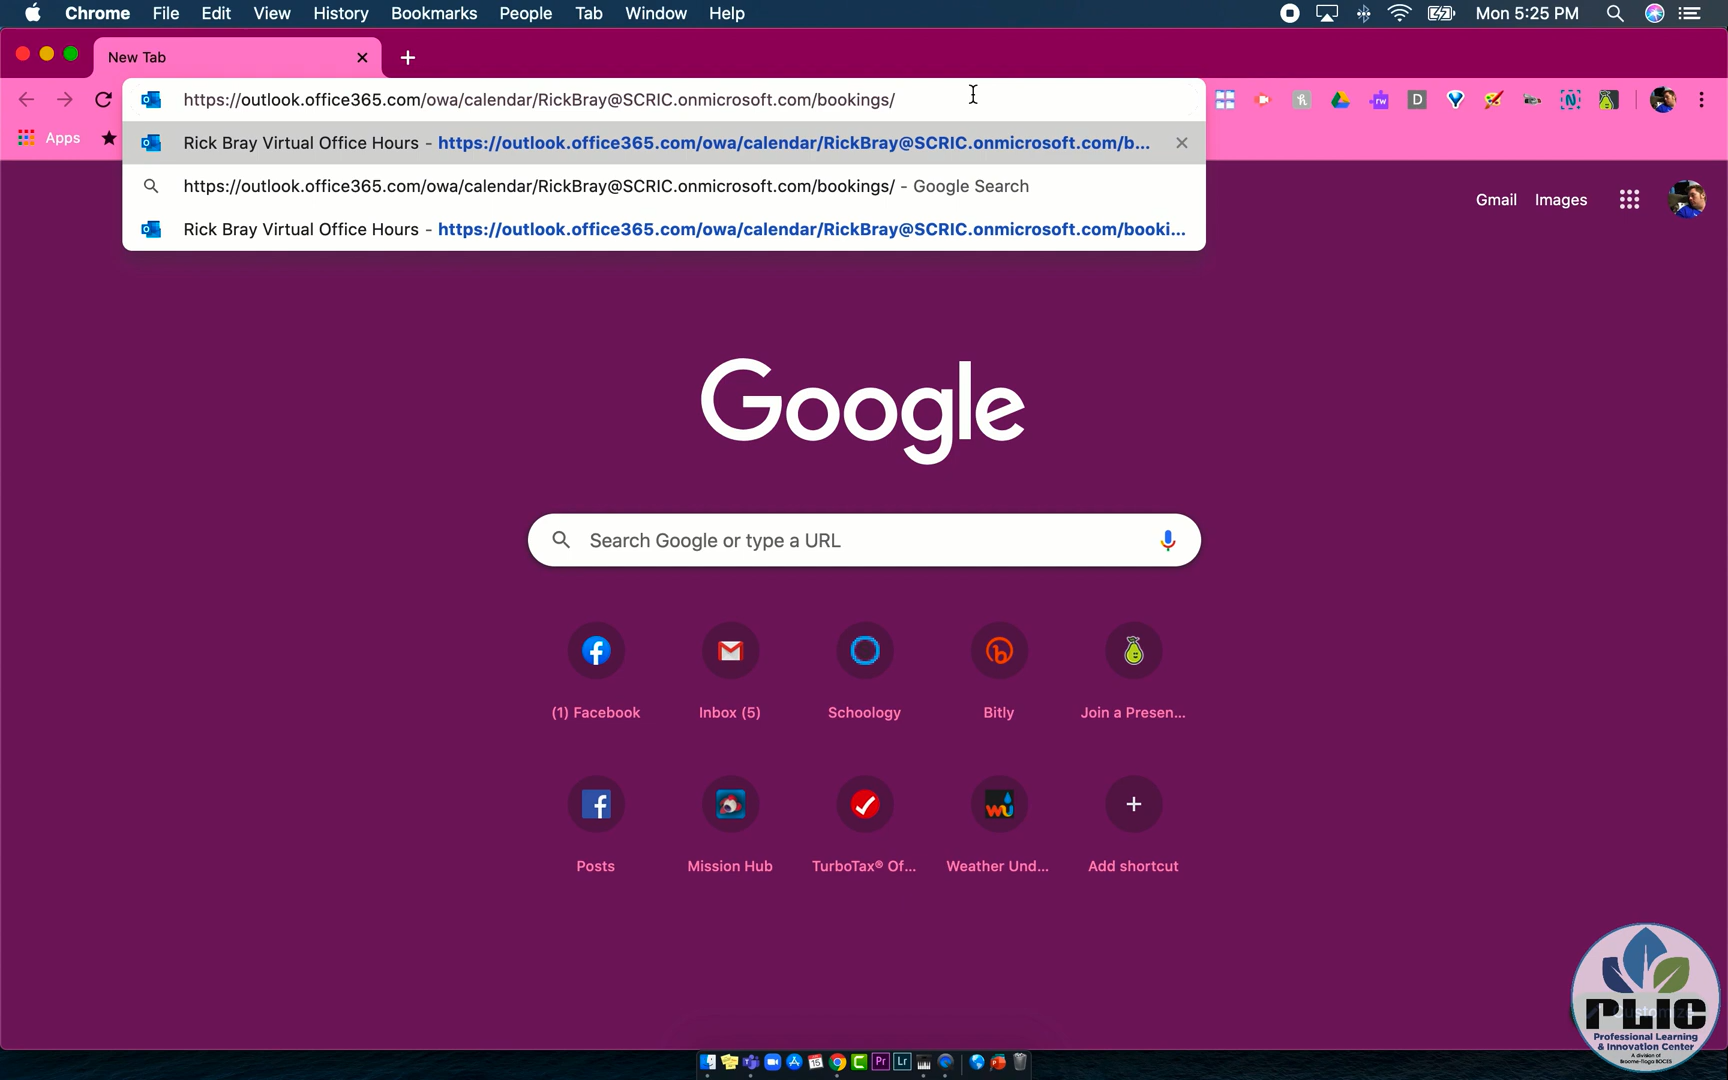 Chrome File Edit View History Bookmarks People Tab Window Help Mon 5:25 PM
New Tab
https://outlook.office365.com/owa/calendar/RickBray@SCRIC.onmicrosoft.com/bookings/
Apps
Rick Bray Virtual Office Hours - https://outlook.office365.com/owa/calendar/RickBray@SCRIC.onmicrosoft.com/b...
https://outlook.office365.com/owa/calendar/RickBray@SCRIC.onmicrosoft.com/bookings/ - Google Search
Rick Bray Virtual Office Hours - https://outlook.office365.com/owa/calendar/RickBray@SCRIC.onmicrosoft.com/booki...
Gmail Images
Google
Search Google or type a URL
(1) Facebook Inbox (5) Schoology Bitly Join a Presen...
Posts Mission Hub TurboTax® Of... Weather Und... Add shortcut
PLIC
Professional Learning
& Innovation Center
A division of
Broome-Tioga BOCES